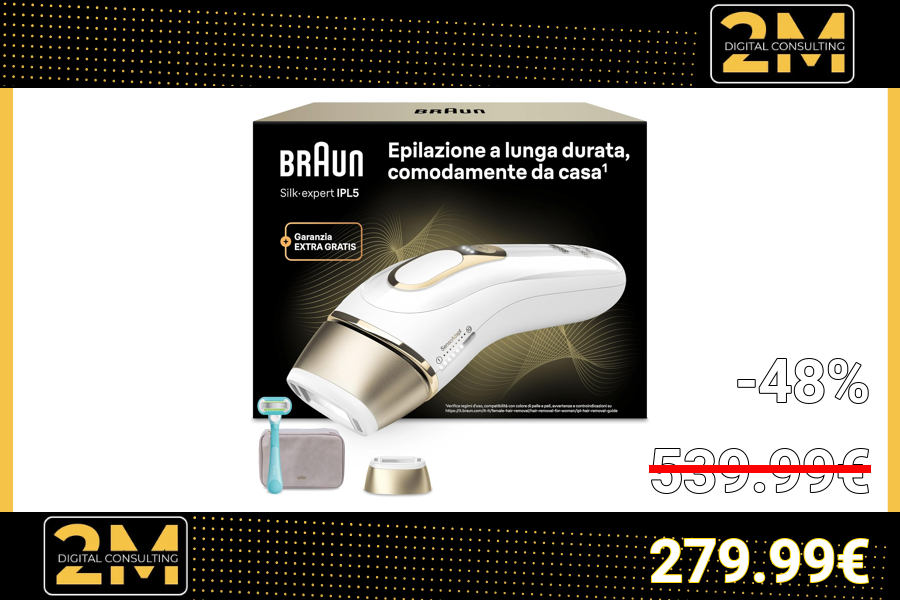 2M
DIGITAL CONSULTING
BRAUN
BRAUN
Silk·expert IPL5
Epilazione a lunga durata,
comodamente da casa¹
Garanzia
EXTRA GRATIS
Sensoadapt
-48%
539.99€
2M
DIGITAL CONSULTING
279.99€